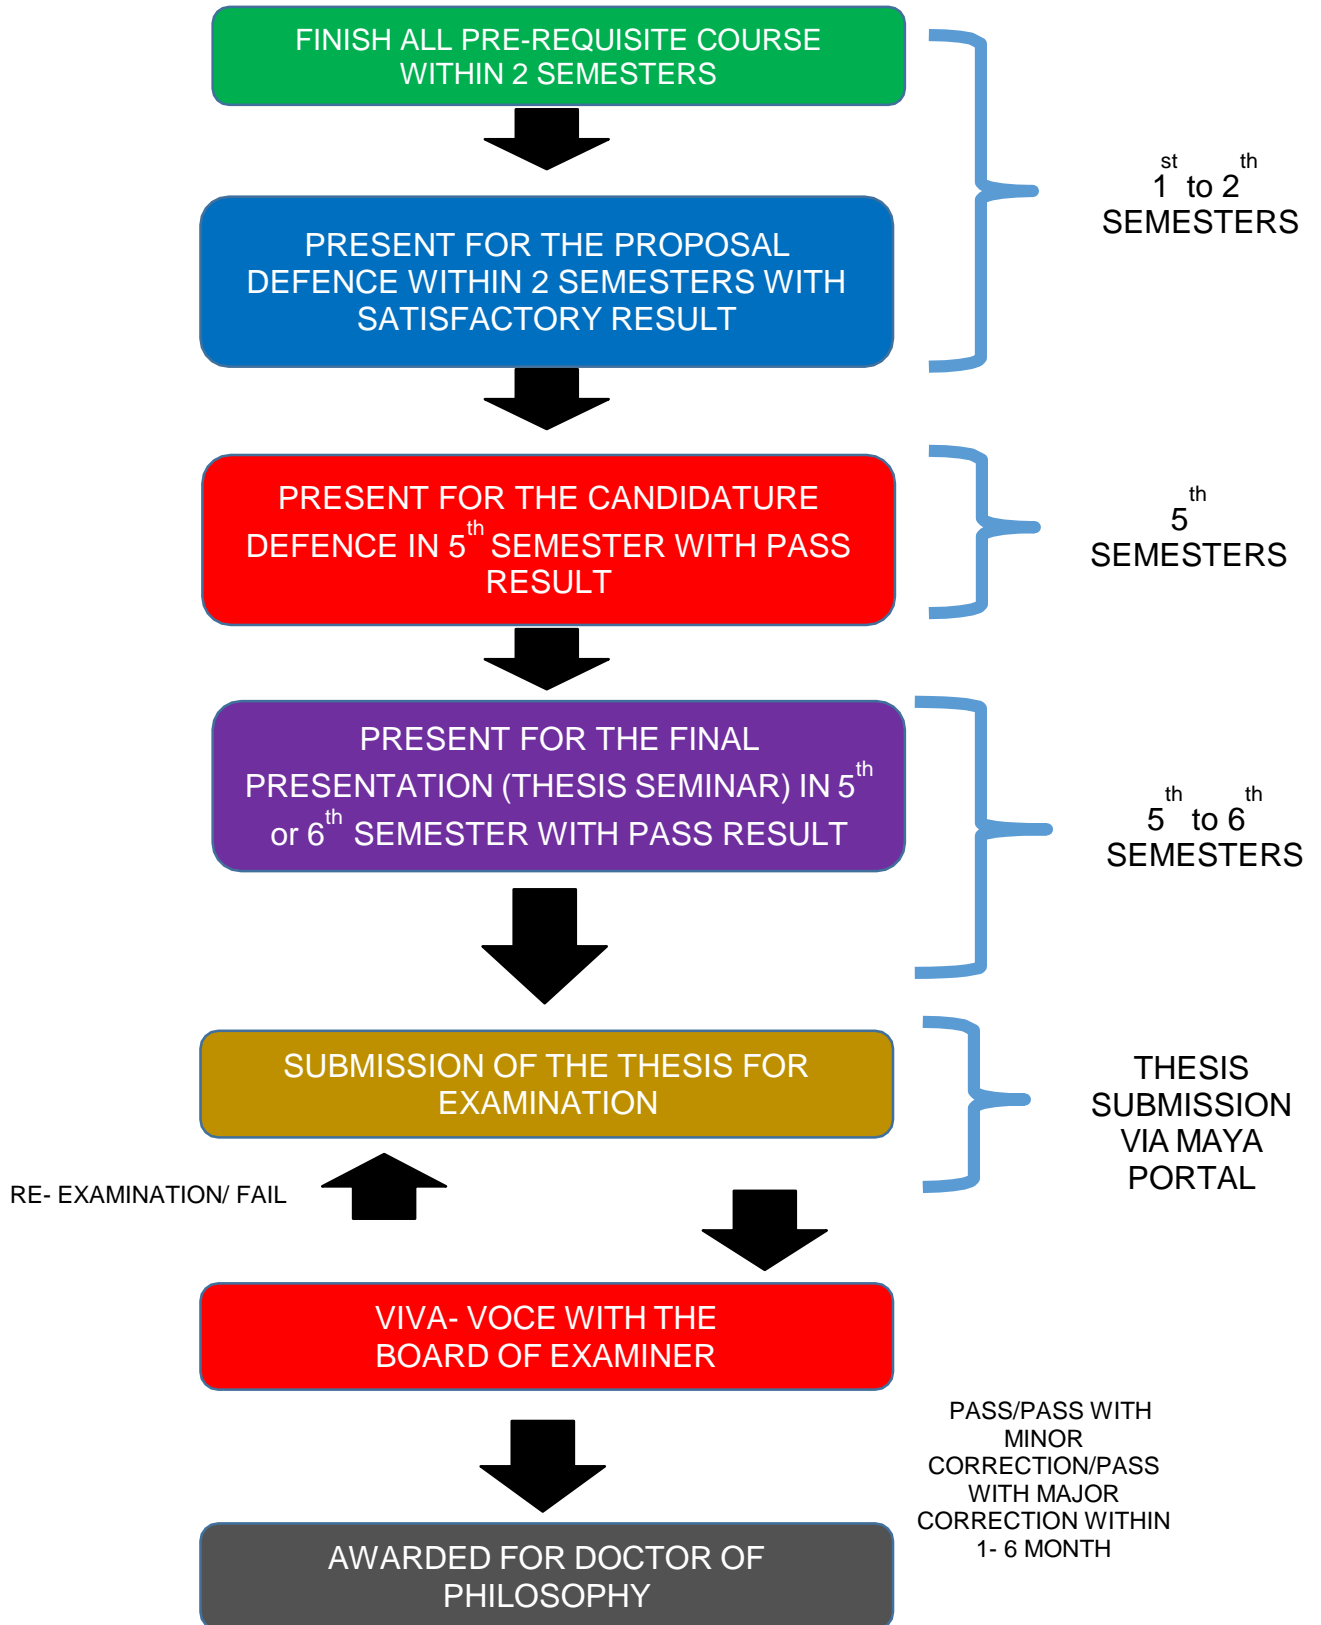 FINISH ALL PRE-REQUISITE COURSE
WITHIN 2 SEMESTERS
1st to 2th
SEMESTERS
PRESENT FOR THE PROPOSAL
DEFENCE WITHIN 2 SEMESTERS WITH
SATISFACTORY RESULT
PRESENT FOR THE CANDIDATURE
DEFENCE IN 5th SEMESTER WITH PASS
RESULT
5th
SEMESTERS
PRESENT FOR THE FINAL
PRESENTATION (THESIS SEMINAR) IN 5th
or 6th SEMESTER WITH PASS RESULT
5th to 6th
SEMESTERS
SUBMISSION OF THE THESIS FOR
EXAMINATION
THESIS
SUBMISSION
VIA MAYA
PORTAL
RE- EXAMINATION/ FAIL
VIVA- VOCE WITH THE
BOARD OF EXAMINER
PASS/PASS WITH
MINOR
CORRECTION/PASS
WITH MAJOR
CORRECTION WITHIN
1- 6 MONTH
AWARDED FOR DOCTOR OF
PHILOSOPHY